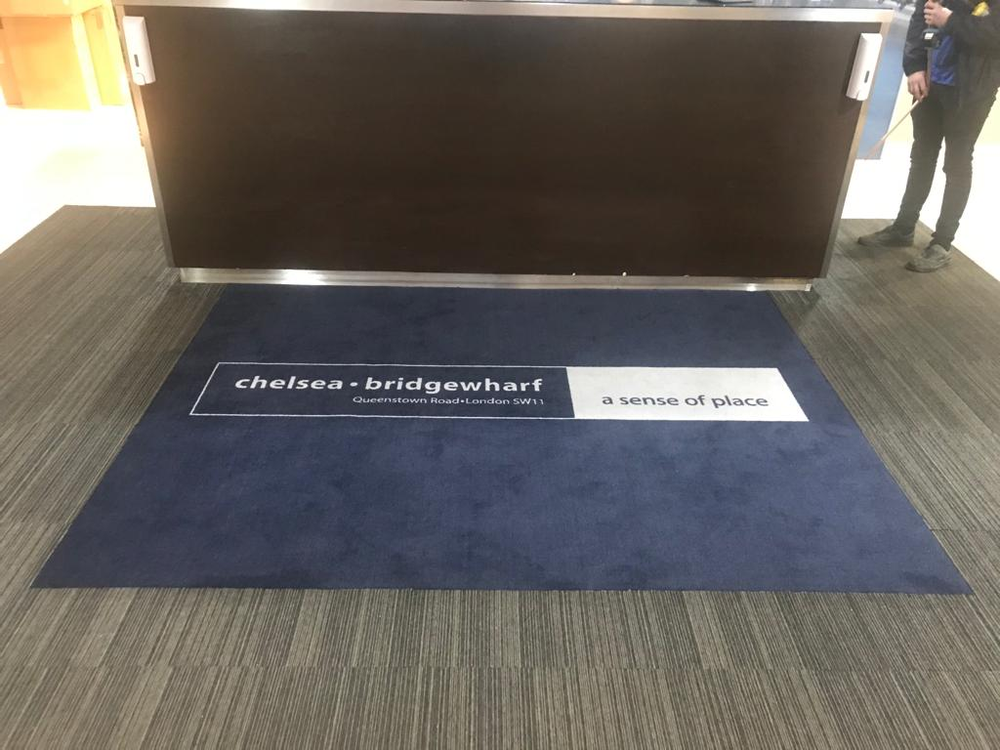 chelsea • bridgewharf
Queenstown Road•London SW11
a sense of place